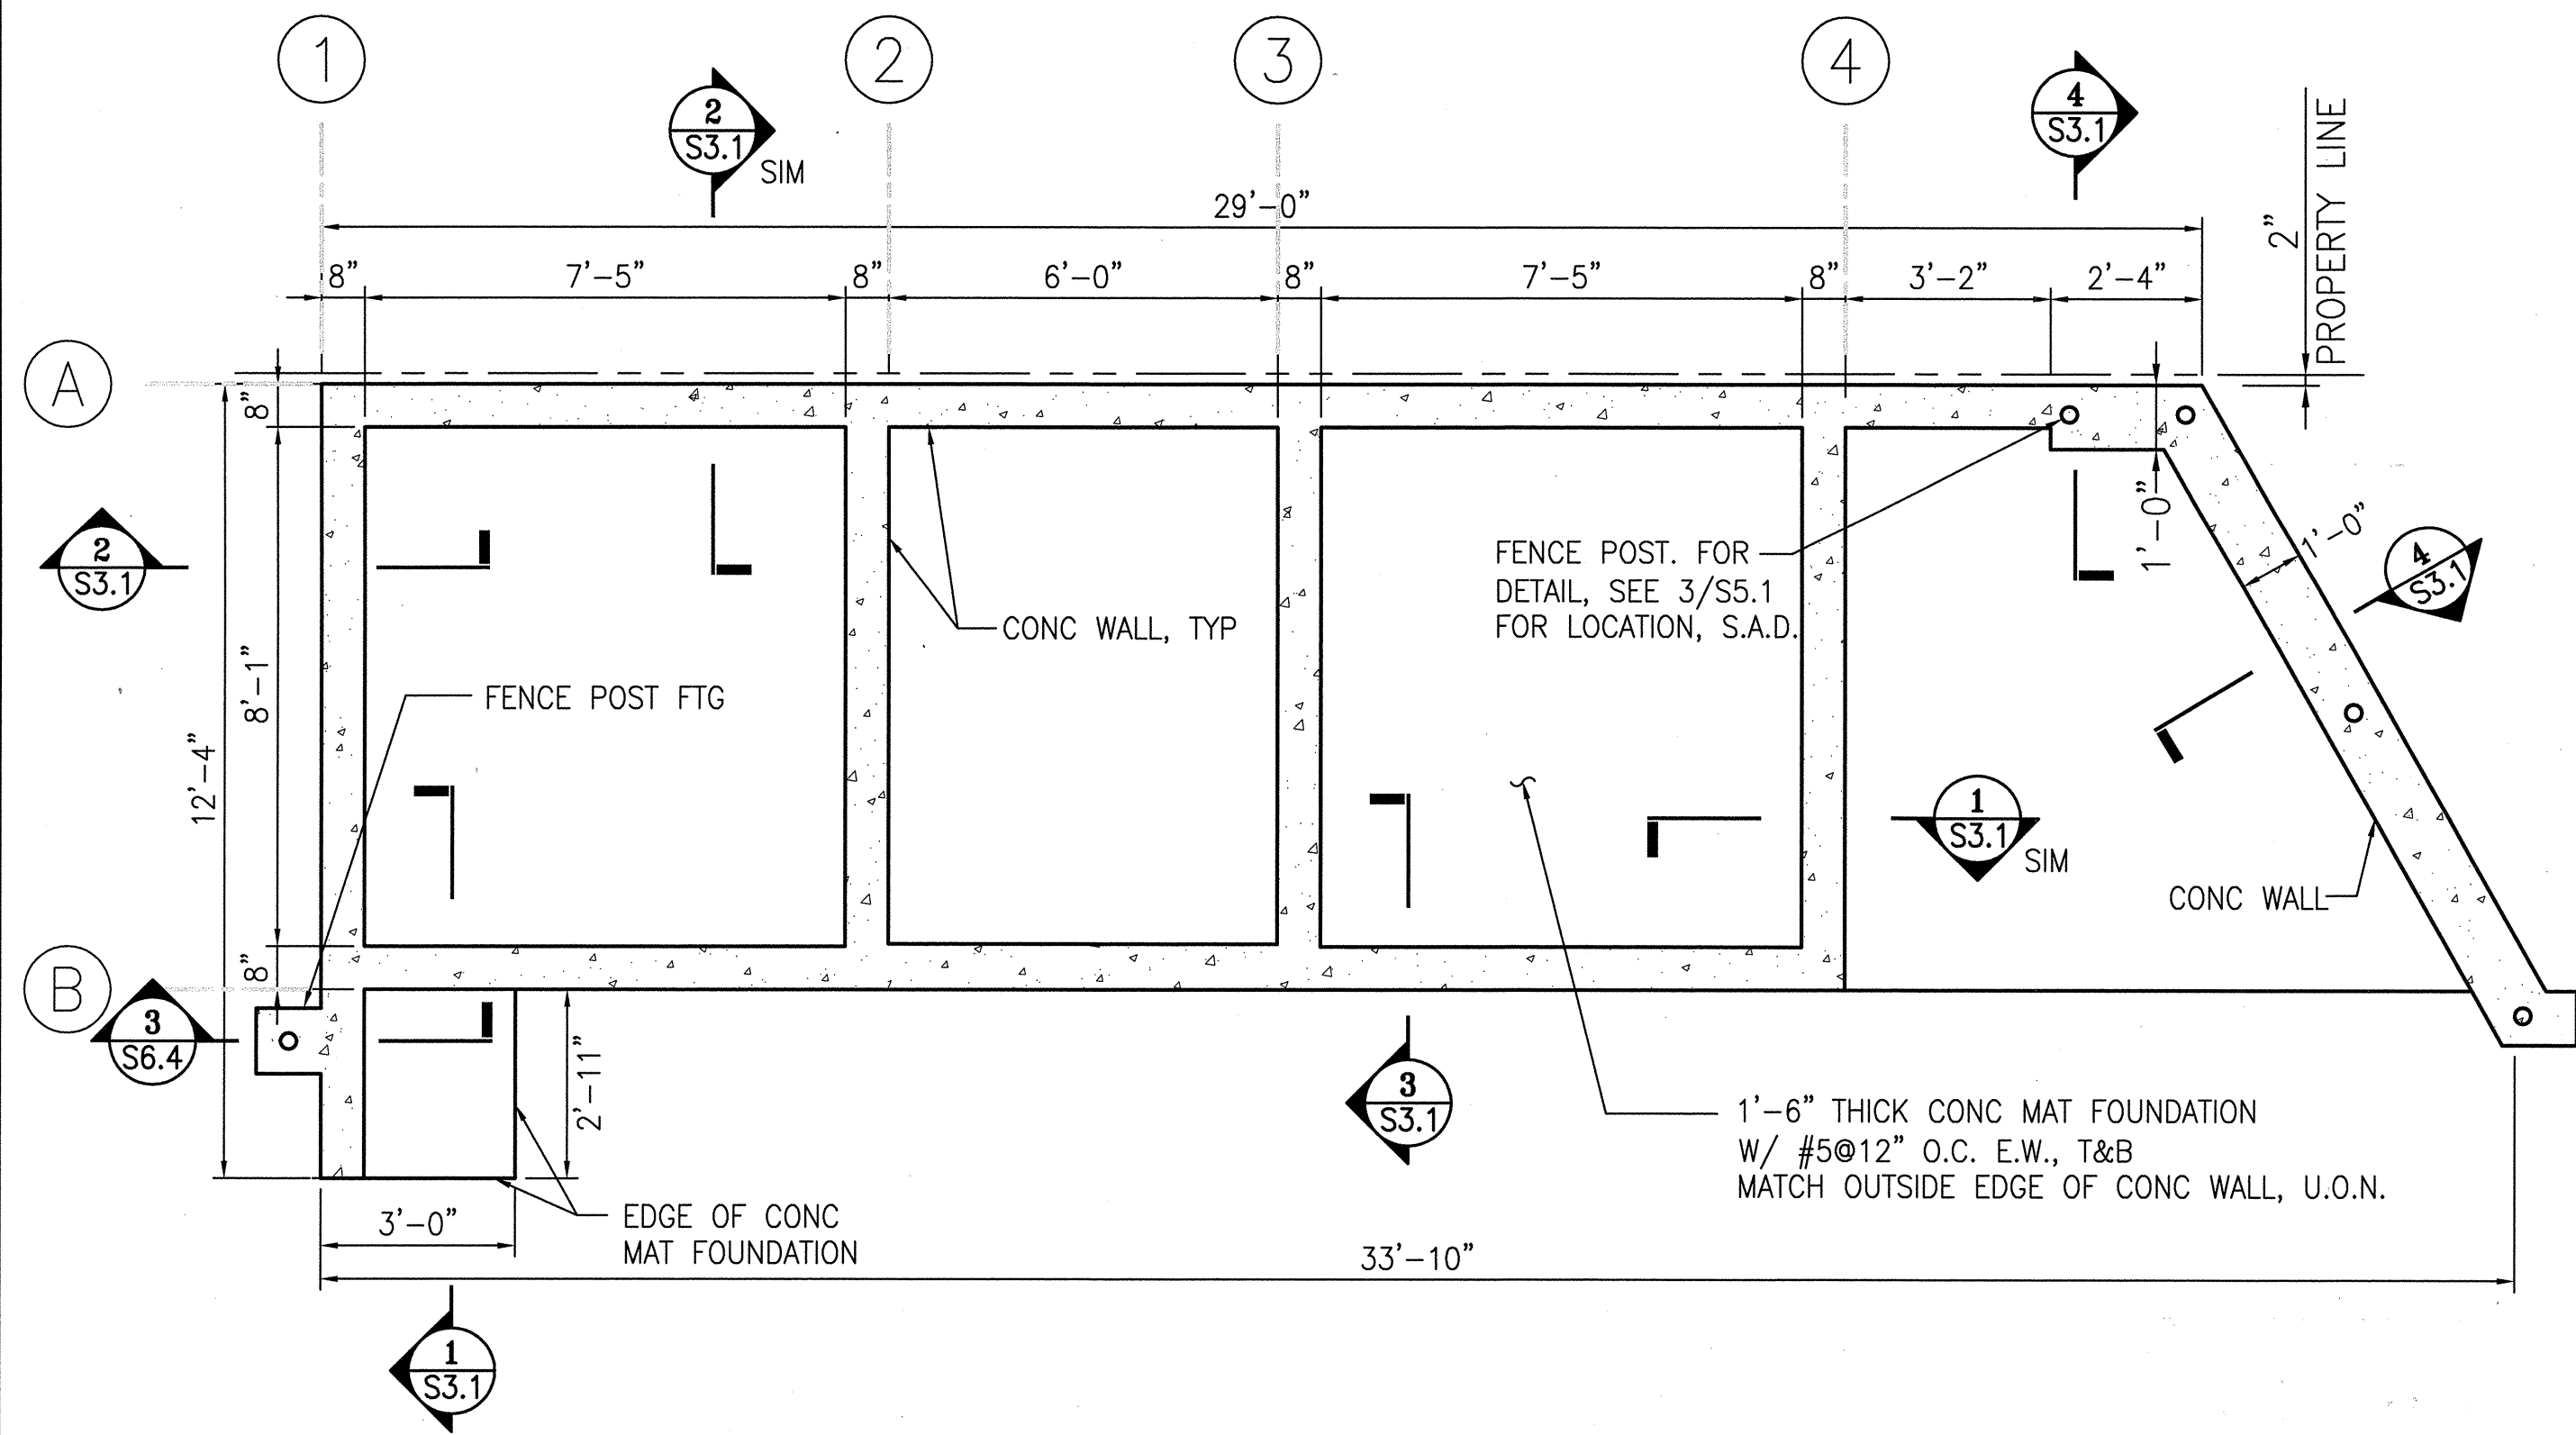 1
2
3
4
2
S3.1
SIM
4
S3.1
PROPERTY LINE
2”
29’-0”
8”
7’-5”
8”
6’-0”
8”
7’-5”
8”
3’-2”
2’-4”
A
8”
1’-0”
1’-0”
2
S3.1
4
S3.1
FENCE POST. FOR
DETAIL, SEE 3/S5.1
FOR LOCATION, S.A.D.
CONC WALL, TYP
8’-1”
FENCE POST FTG
12’-4”
1
S3.1
SIM
CONC WALL
8”
B
3
S6.4
2’-11”
3
S3.1
1’-6” THICK CONC MAT FOUNDATION
W/ #5@12” O.C. E.W., T&B
MATCH OUTSIDE EDGE OF CONC WALL, U.O.N.
3’-0”
EDGE OF CONC
MAT FOUNDATION
33’-10”
1
S3.1